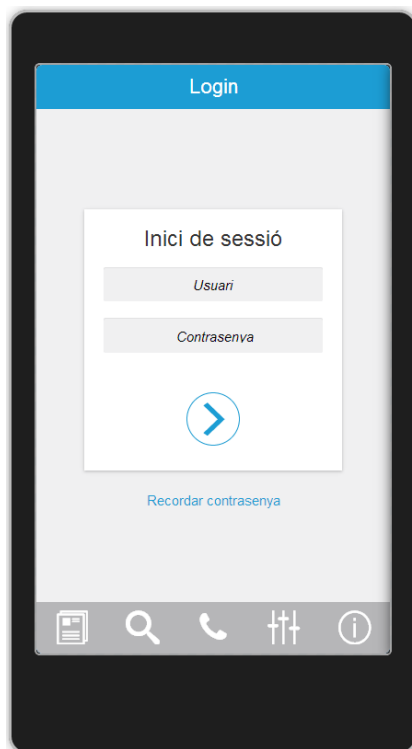 Login
Inici de sessió
Usuari
Contrasenya
Recordar contrasenya